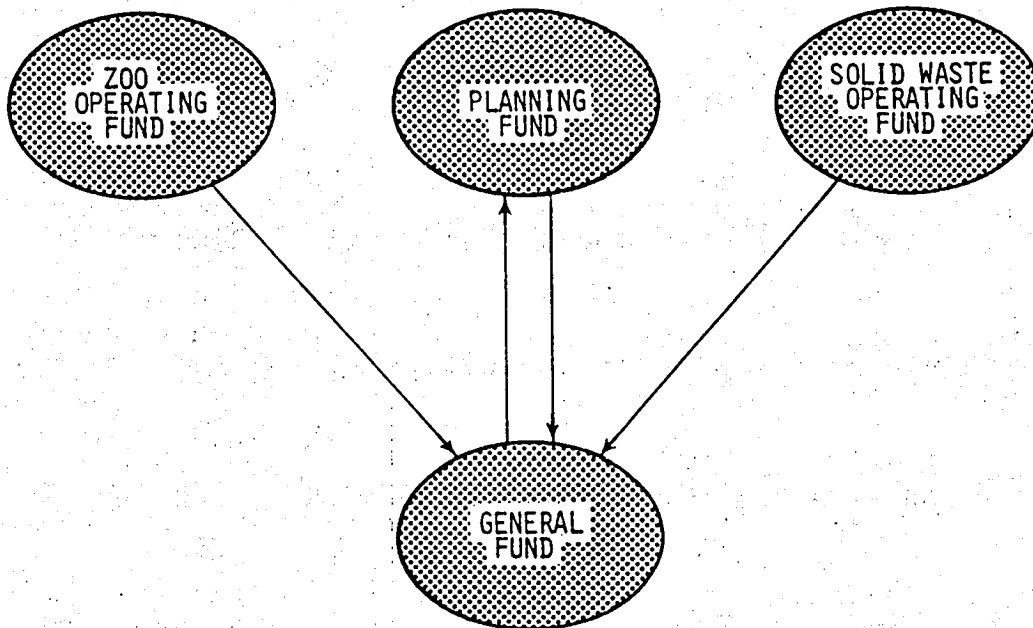 ZOO
OPERATING
FUND
PLANNING
FUND
SOLID WASTE
OPERATING
FUND
GENERAL
FUND